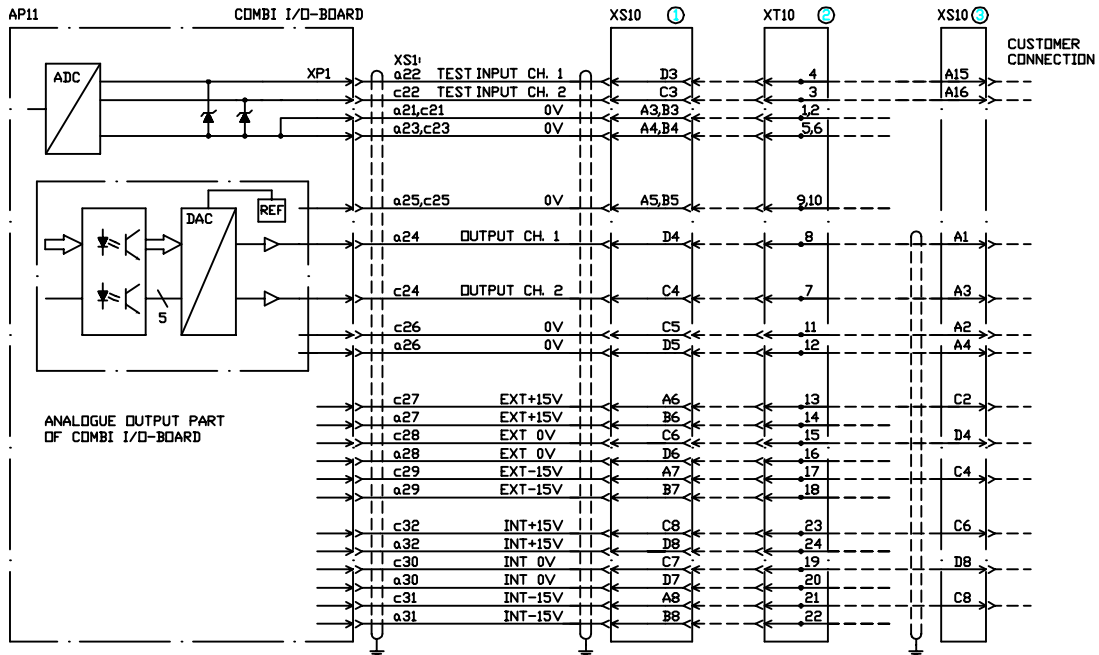 AP11 COMBI I/O-BOARD XS10 1 XT10 2 XS10 3
CUSTOMER
CONNECTION
XS1:
ADC XP1 a22 TEST INPUT CH. 1 D3 4 A15
c22 TEST INPUT CH. 2 C3 3 A16
a21,c21 0V A3,B3 1,2
a23,c23 0V A4,B4 5,6
a25,c25 0V A5,B5 9,10
DAC REF
a24 OUTPUT CH. 1 D4 8 A1
c24 OUTPUT CH. 2 C4 7 A3
5
c26 0V C5 11 A2
a26 0V D5 12 A4
c27 EXT+15V A6 13 C2
ANALOGUE OUTPUT PART
OF COMBI I/O-BOARD
a27 EXT+15V B6 14
c28 EXT 0V C6 15 D4
a28 EXT 0V D6 16
c29 EXT-15V A7 17 C4
a29 EXT-15V B7 18
c32 INT+15V C8 23 C6
a32 INT+15V D8 24
c30 INT 0V C7 19 D8
a30 INT 0V D7 20
c31 INT-15V A8 21 C8
a31 INT-15V B8 22